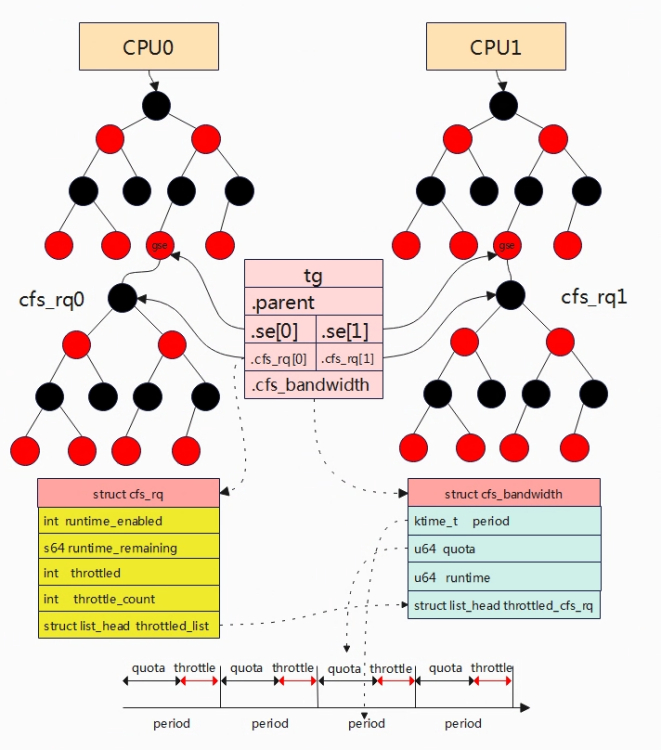 CPU0 CPU1
gse gse
tg
cfs_rq0 .parent cfs_rq1
.se[0] .se[1]
.cfs_rq[0] .cfs_rq[1]
.cfs_bandwidth
struct cfs_rq
int runtime_enabled
s64 runtime_remaining
int throttled
int throttle_count
struct list_head throttled_list
struct cfs_bandwidth
ktime_t period
u64 quota
u64 runtime
struct list_head throttled_cfs_rq
quota throttle quota throttle quota throttle quota throttle
period period period period